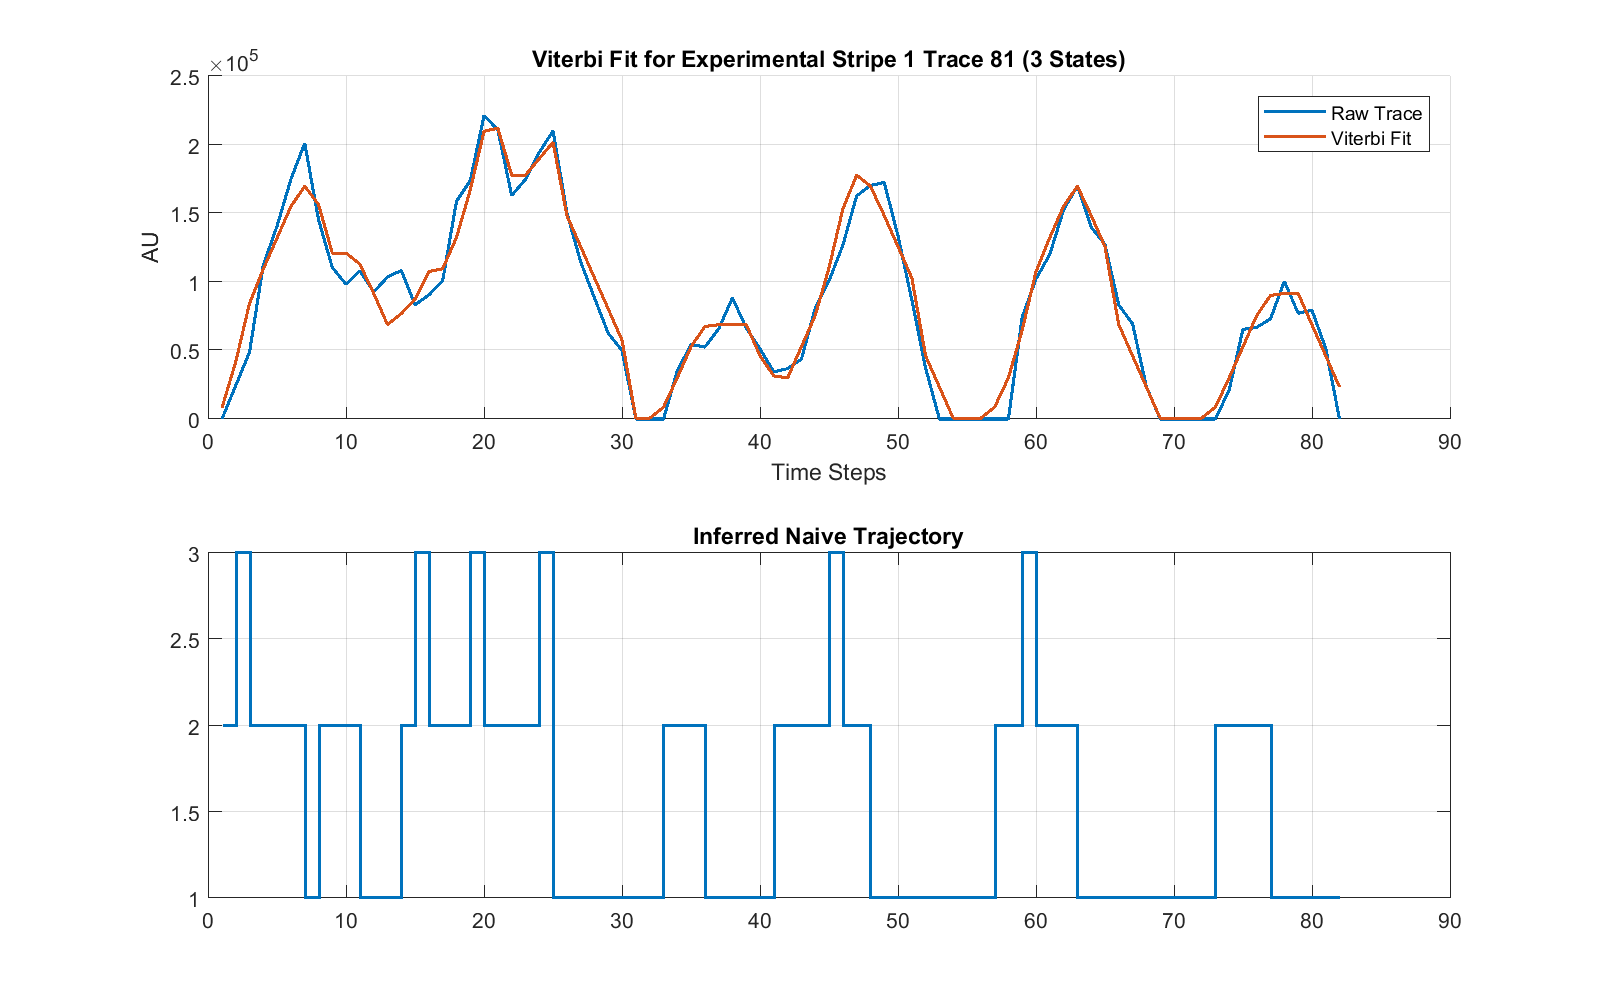 Viterbi Fit for Experimental Stripe 1 Trace 81 (3 States)
×10^5
2.5
2
1.5
1
0.5
0
AU
Raw Trace
Viterbi Fit
0 10 20 30 40 50 60 70 80 90
Time Steps
Inferred Naive Trajectory
3
2.5
2
1.5
1
0 10 20 30 40 50 60 70 80 90